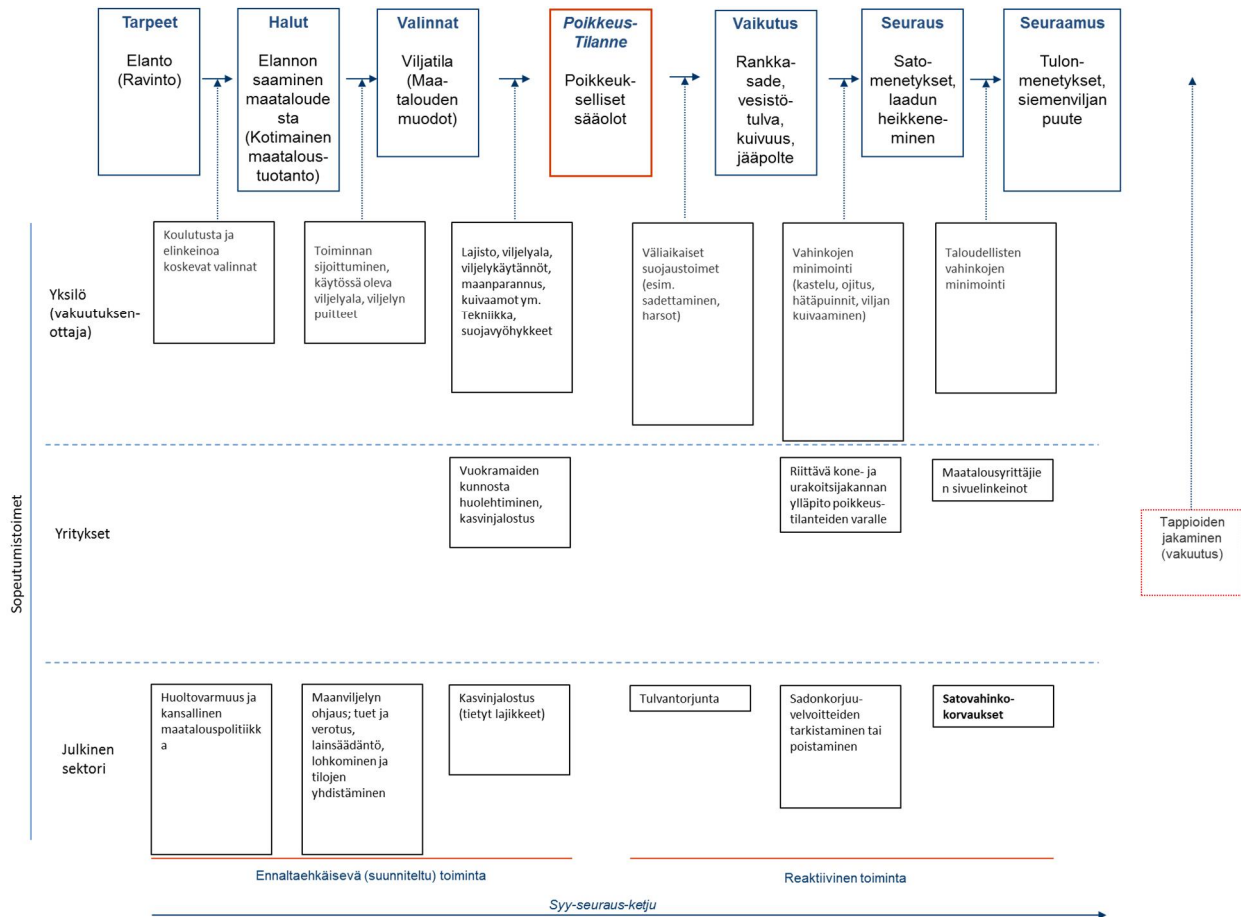 Tarpeet
Elanto
(Ravinto)
Halut
Elannon
saaminen
maataloude
sta
(Kotimainen
maatalous-
tuotanto)
Valinnat
Viljatila
(Maa-
talouden
muodot)
Poikkeus-
Tilanne
Poikkeuk-
selliset
sääolot
Vaikutus
Rankka-
sade,
vesistö-
tulva,
kuivuus,
jääpolte
Seuraus
Sato-
menetykset,
laadun
heikkene-
minen
Seuraamus
Tulon-
menetykset,
siemenviljan
puute
Sopeutumistoimet
Yksilö
(vakuutuksen-
ottaja)
Koulutusta ja
elinkeinoa
koskevat valinnat
Toiminnan
sijoittuminen,
käytössä oleva
viljelyala, viljelyn
puitteet
Lajisto, viljelyala,
viljelykäytännöt,
maanparannus,
kuivaamot ym.
Tekniikka,
suojavyöhykkeet
Väliaikaiset
suojaustoimet
(esim.
sadettaminen,
harsot)
Vahinkojen
minimointi
(kastelu, ojitus,
hätäpuinnit, viljan
kuivaaminen)
Taloudellisten
vahinkojen
minimointi
Yritykset
Vuokramaiden
kunnosta
huolehtiminen,
kasvinjalostus
Riittävä kone- ja
urakoitsijakannan
ylläpito poikkeus-
tilanteiden varalle
Maatalousyrittäjie
n sivuelinkeinot
Tappioiden
jakaminen
(vakuutus)
Julkinen
sektori
Huoltovarmuus ja
kansallinen
maatalouspolitiikk
a
Maanviljelyn
ohjaus; tuet ja
verotus,
lainsäädäntö,
lohkominen ja
tilojen
yhdistäminen
Kasvinjalostus
(tietyt lajikkeet)
Tulvantorjunta
Sadonkorjuu-
velvoitteiden
tarkistaminen tai
poistaminen
Satovahinko-
korvaukset
Ennaltaehkäisevä (suunniteltu) toiminta
Reaktiivinen toiminta
Syy-seuraus-ketju